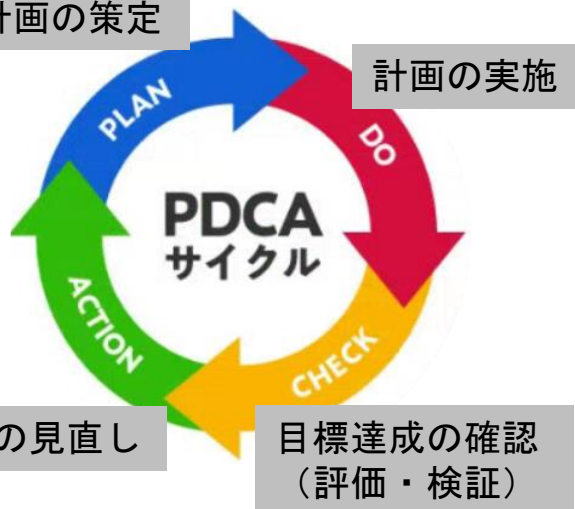 計画の策定
計画の実施
PLAN
DO
PDCA
サイクル
ACTION
CHECK
の見直し
目標達成の確認
（評価・検証）